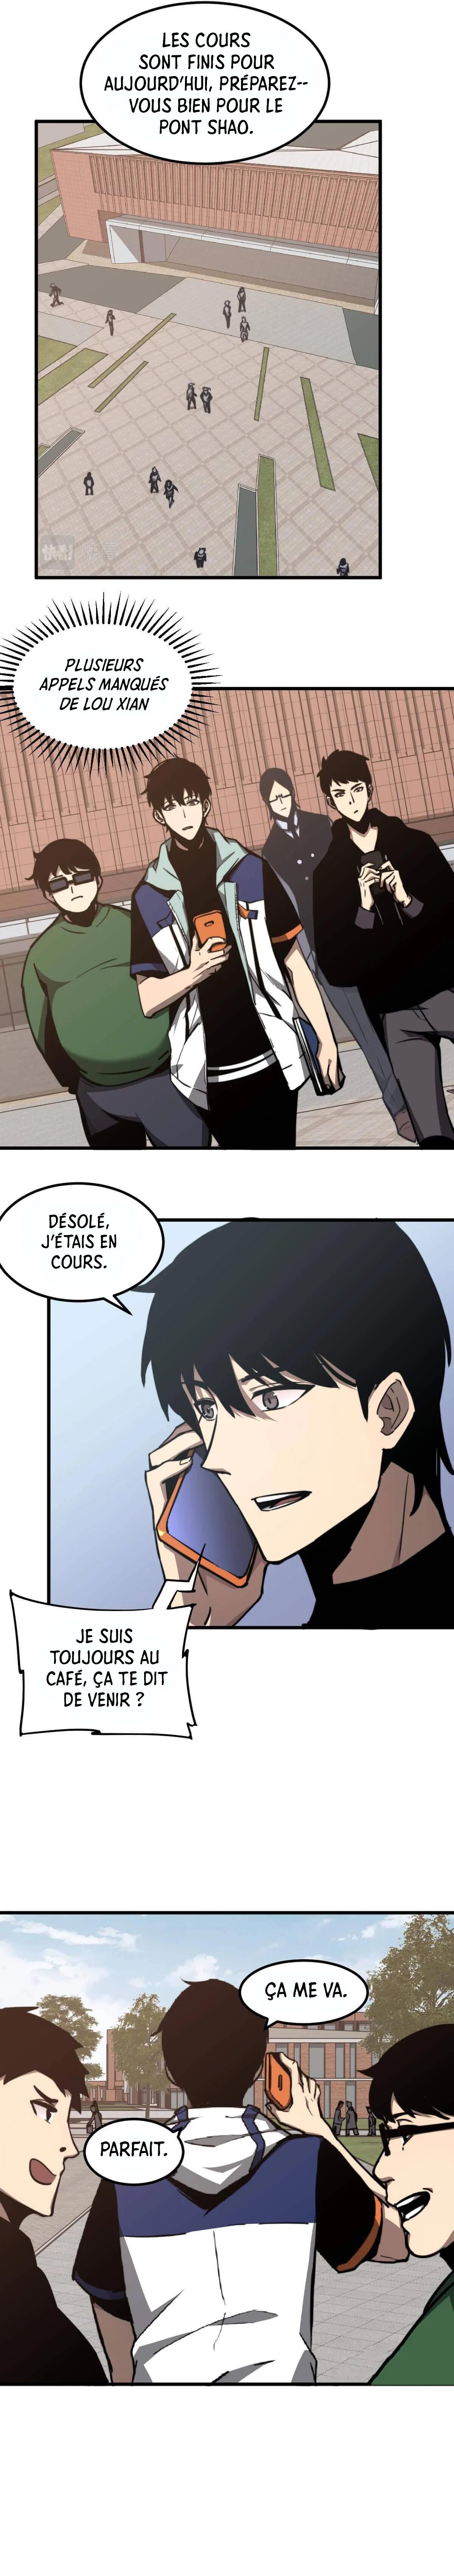 LES COURS
SONT FINIS POUR
AUJOURD'HUI, PRÉPAREZ--
VOUS BIEN POUR LE
PONT SHAO.
快看!
PLUSIEURS
APPELS MANQUÉS
DE LOU XIAN
DÉSOLÉ,
J'ÉTAIS EN
COURS.
JE SUIS
TOUJOURS AU
CAFÉ, ÇA TE DIT
DE VENIR ?
ÇA ME VA.
PARFAIT.